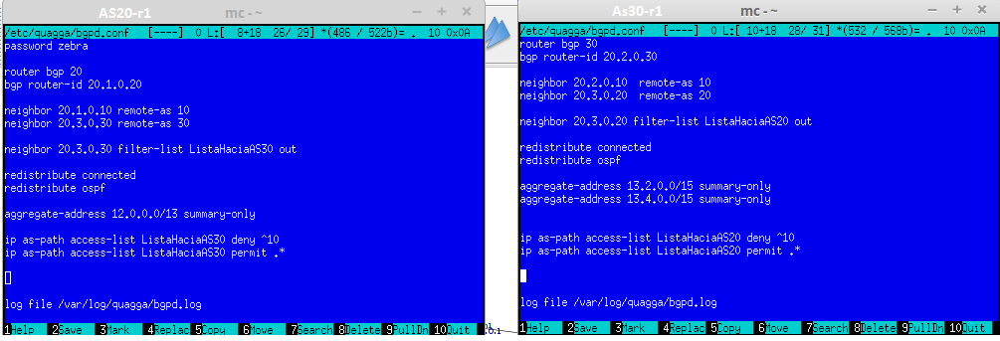 AS20-r1
mc - ~
/etc/quagga/bgpd.conf [----] 0 L:[ 8+18 26/ 29] *(486 / 522b)= . 10 0x0A
password zebra
router bgp 20
bgp router-id 20.1.0.20
neighbor 20.1.0.10 remote-as 10
neighbor 20.3.0.30 remote-as 30
neighbor 20.3.0.30 filter-list ListaHaciaAS30 out
redistribute connected
redistribute ospf
aggregate-address 12.0.0.0/13 summary-only
ip as-path access-list ListaHaciaAS30 deny ^10
ip as-path access-list ListaHaciaAS30 permit .*
log file /var/log/quagga/bgpd.log
1Help 2Save 3Mark 4Replac 5Copy 6Move 7Search 8Delete 9PullDn 10Quit
As30-r1
mc - ~
/etc/quagga/bgpd.conf [----] 0 L:[ 10+18 28/ 31] *(532 / 568b)= . 10 0x0A
router bgp 30
bgp router-id 20.2.0.30
neighbor 20.2.0.10 remote-as 10
neighbor 20.3.0.20 remote-as 20
neighbor 20.3.0.20 filter-list ListaHaciaAS20 out
redistribute connected
redistribute ospf
aggregate-address 13.2.0.0/15 summary-only
aggregate-address 13.4.0.0/15 summary-only
ip as-path access-list ListaHaciaAS20 deny ^10
ip as-path access-list ListaHaciaAS20 permit .*
log file /var/log/quagga/bgpd.log
1Help 2Save 3Mark 4Replac 5Copy 6Move 7Search 8Delete 9PullDn 10Quit